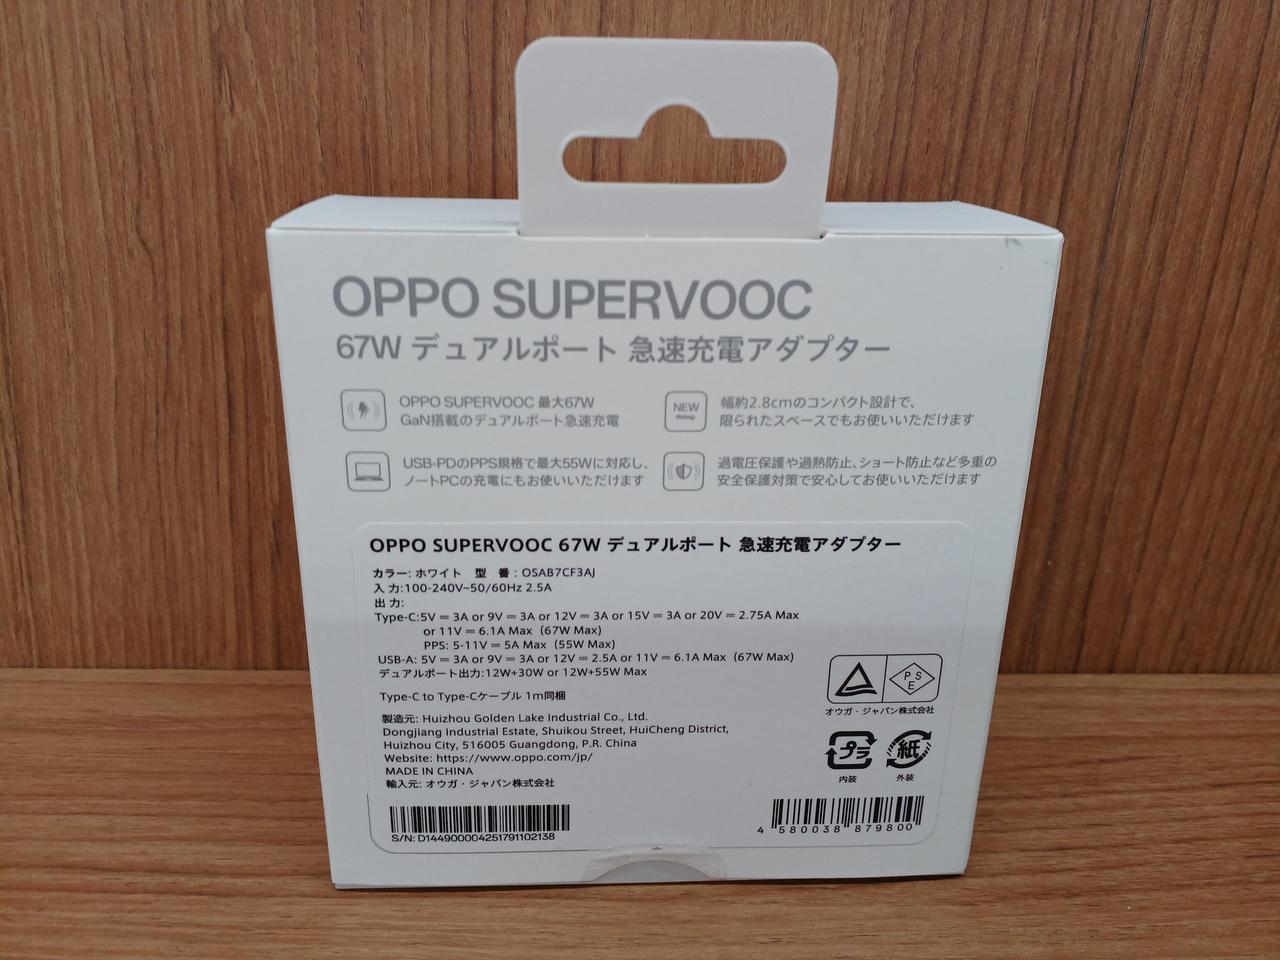 OPPO SUPERVOOC
67W デュアルポート 急速充電アダプター
OPPO SUPERVOOC 最大67W
GaN搭載のデュアルポート急速充電
NEW
幅約2.8cmのコンパクト設計で、
限られたスペースでもお使いいただけます
USB-PDのPPS規格で最大55Wに対応し、
ノートPCの充電にもお使いいただけます
過電圧保護や過熱防止、ショート防止など多重の
安全保護対策で安心してお使いいただけます
OPPO SUPERVOOC 67W デュアルポート 急速充電アダプター
カラー: ホワイト 型 番 : OSAB7CF3AJ
入 力:100-240V~50/60Hz 2.5A
出 力:
Type-C:5V ⎓ 3A or 9V ⎓ 3A or 12V ⎓ 3A or 15V ⎓ 3A or 20V ⎓ 2.75A Max
or 11V ⎓ 6.1A Max（67W Max)
PPS: 5-11V ⎓ 5A Max（55W Max)
USB-A: 5V ⎓ 3A or 9V ⎓ 3A or 12V ⎓ 2.5A or 11V ⎓ 6.1A Max（67W Max)
デュアルポート出力:12W+30W or 12W+55W Max
Type-C to Type-Cケーブル 1m同梱
製造元: Huizhou Golden Lake Industrial Co., Ltd.
Dongjiang Industrial Estate, Shuikou Street, HuiCheng District,
Huizhou City, 516005 Guangdong, P.R. China
Website: https://www.oppo.com/jp/
MADE IN CHINA
輸入元: オウガ・ジャパン株式会社
S/N: D144900004251791102138
PS
E
オウガ・ジャパン株式会社
プラ
紙
内装
外装
4 580038 879800